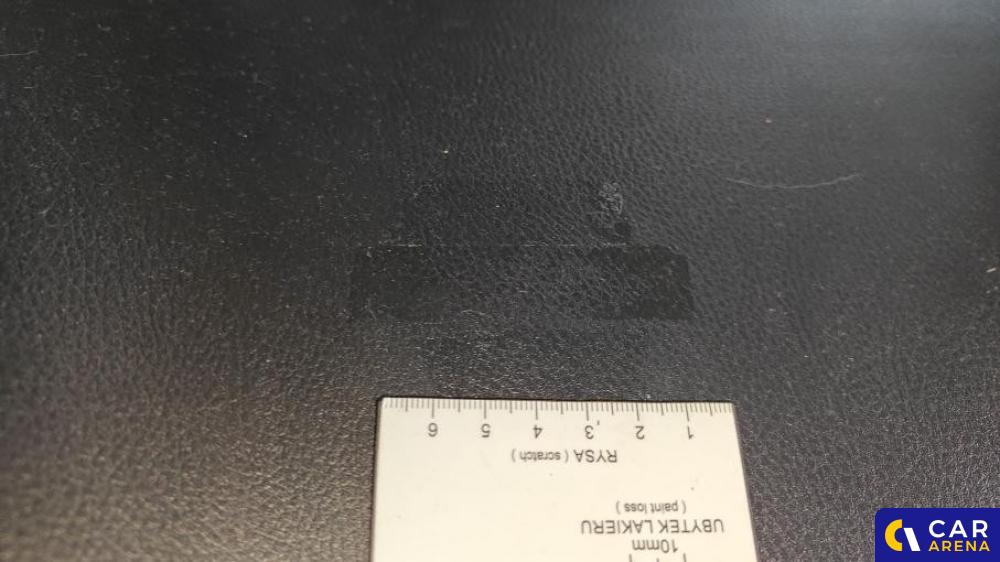 6 5 4 3 2 1
RYSA ( scratch )
( paint loss )
UBYTEK LAKIERU
10mm
CAR
ARENA